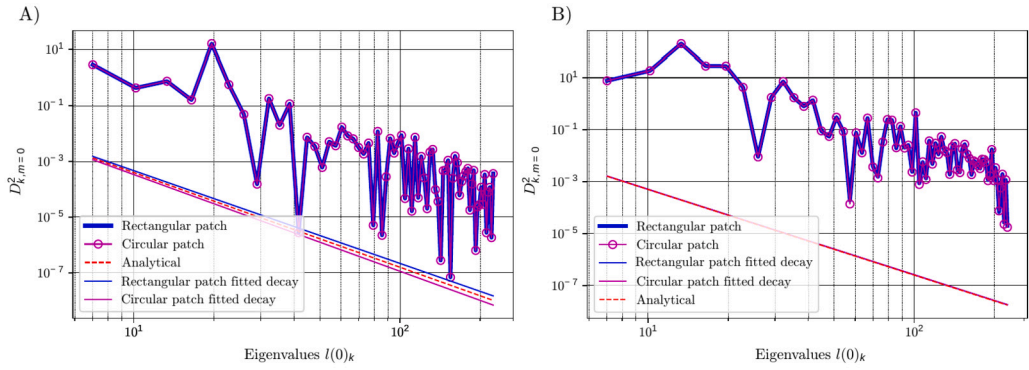 A)
10^1
10^{-1}
10^{-3}
10^{-5}
10^{-7}
D^2_{k,m=0}
Rectangular patch
Circular patch
Analytical
Rectangular patch fitted decay
Circular patch fitted decay
10^1
10^2
Eigenvalues l(0)_k
B)
10^1
10^{-1}
10^{-3}
10^{-5}
10^{-7}
D^2_{k,m=0}
Rectangular patch
Circular patch
Rectangular patch fitted decay
Circular patch fitted decay
Analytical
10^1
10^2
Eigenvalues l(0)_k